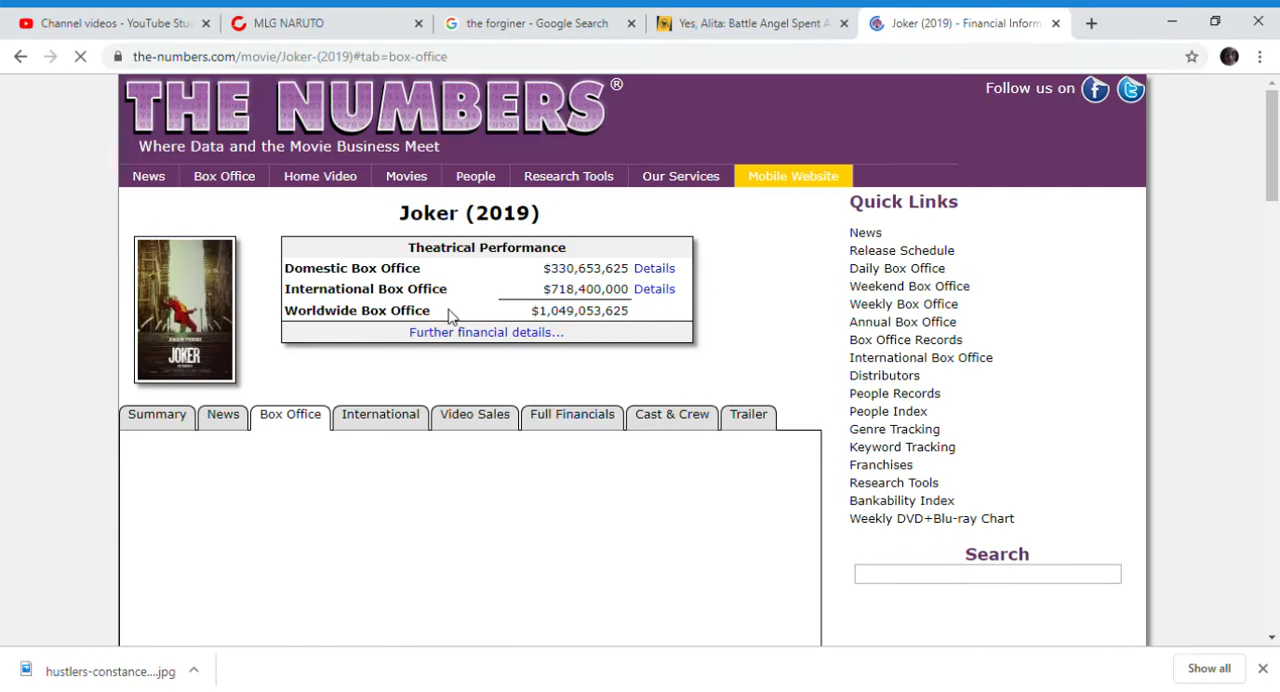 Channel videos - YouTube Stu
MLG NARUTO
the forginer - Google Search
Yes, Alita: Battle Angel Spent A
Joker (2019) - Financial Inform
the-numbers.com/movie/Joker-(2019)#tab=box-office
THE NUMBERS®
Where Data and the Movie Business Meet
Follow us on
News Box Office Home Video Movies People Research Tools Our Services Mobile Website
Joker (2019)
JOKER
Theatrical Performance
Domestic Box Office $330,653,625 Details
International Box Office $718,400,000 Details
Worldwide Box Office $1,049,053,625
Further financial details...
Summary News Box Office International Video Sales Full Financials Cast & Crew Trailer
Quick Links
News
Release Schedule
Daily Box Office
Weekend Box Office
Weekly Box Office
Annual Box Office
Box Office Records
International Box Office
Distributors
People Records
People Index
Genre Tracking
Keyword Tracking
Franchises
Research Tools
Bankability Index
Weekly DVD+Blu-ray Chart
Search
hustlers-constance....jpg
Show all